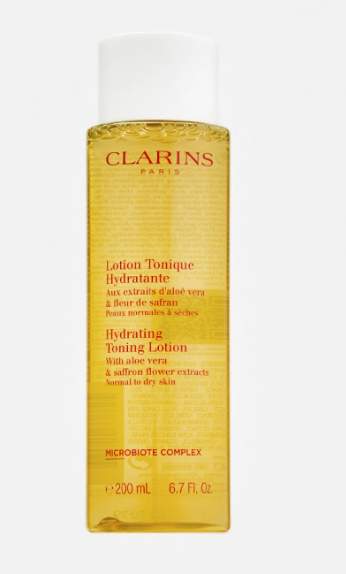 CLARINS
PARIS
Lotion Tonique
Hydratante
Aux extraits d'aloé vera
& fleur de safran
Peaux normales à sèches
Hydrating
Toning Lotion
With aloe vera
& saffron flower extracts
Normal to dry skin
MICROBIOTE COMPLEX
℮200 mL 6.7 Fl. Oz.